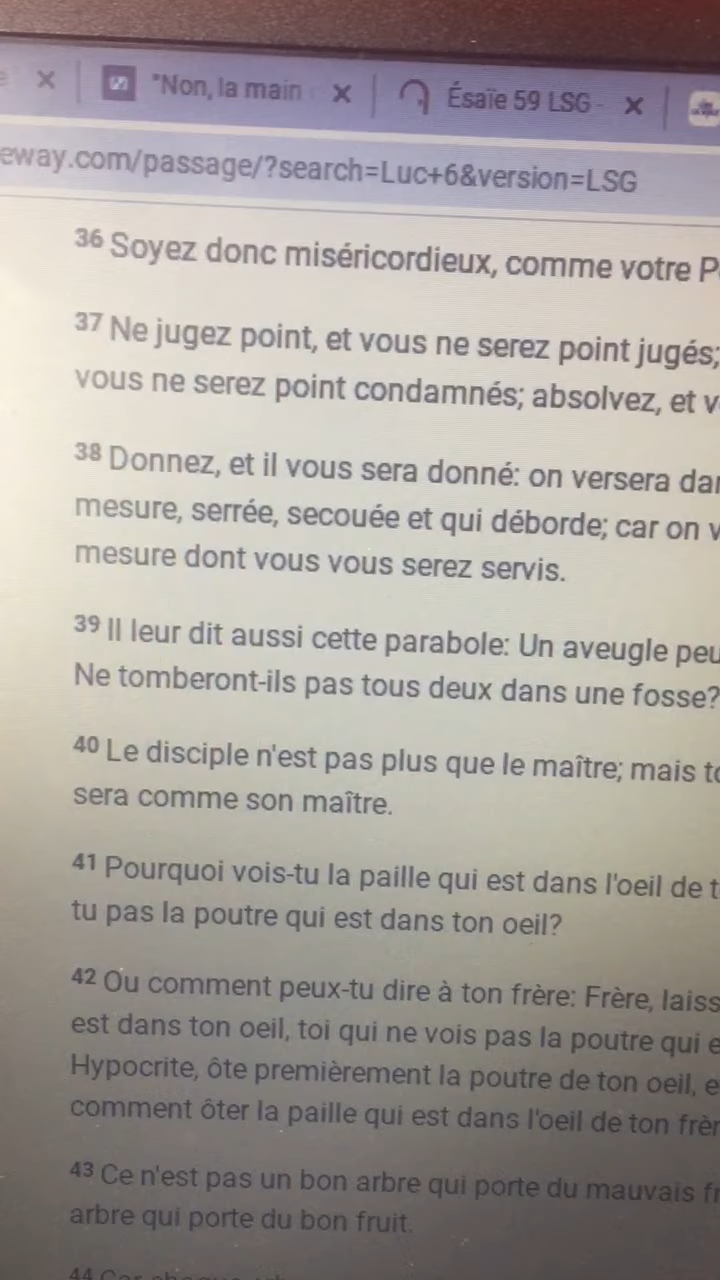 "Non, la main
Ésaïe 59 LSG -
eway.com/passage/?search=Luc+6&version=LSG
36 Soyez donc miséricordieux, comme votre P
37 Ne jugez point, et vous ne serez point jugés;
vous ne serez point condamnés; absolvez, et v
38 Donnez, et il vous sera donné: on versera dan
mesure, serrée, secouée et qui déborde; car on v
mesure dont vous vous serez servis.
39 Il leur dit aussi cette parabole: Un aveugle peu
Ne tomberont-ils pas tous deux dans une fosse?
40 Le disciple n'est pas plus que le maître; mais to
sera comme son maître.
41 Pourquoi vois-tu la paille qui est dans l'oeil de t
tu pas la poutre qui est dans ton oeil?
42 Ou comment peux-tu dire à ton frère: Frère, laiss
est dans ton oeil, toi qui ne vois pas la poutre qui e
Hypocrite, ôte premièrement la poutre de ton oeil, e
comment ôter la paille qui est dans l'oeil de ton frèr
43 Ce n'est pas un bon arbre qui porte du mauvais fr
arbre qui porte du bon fruit.
44 Car